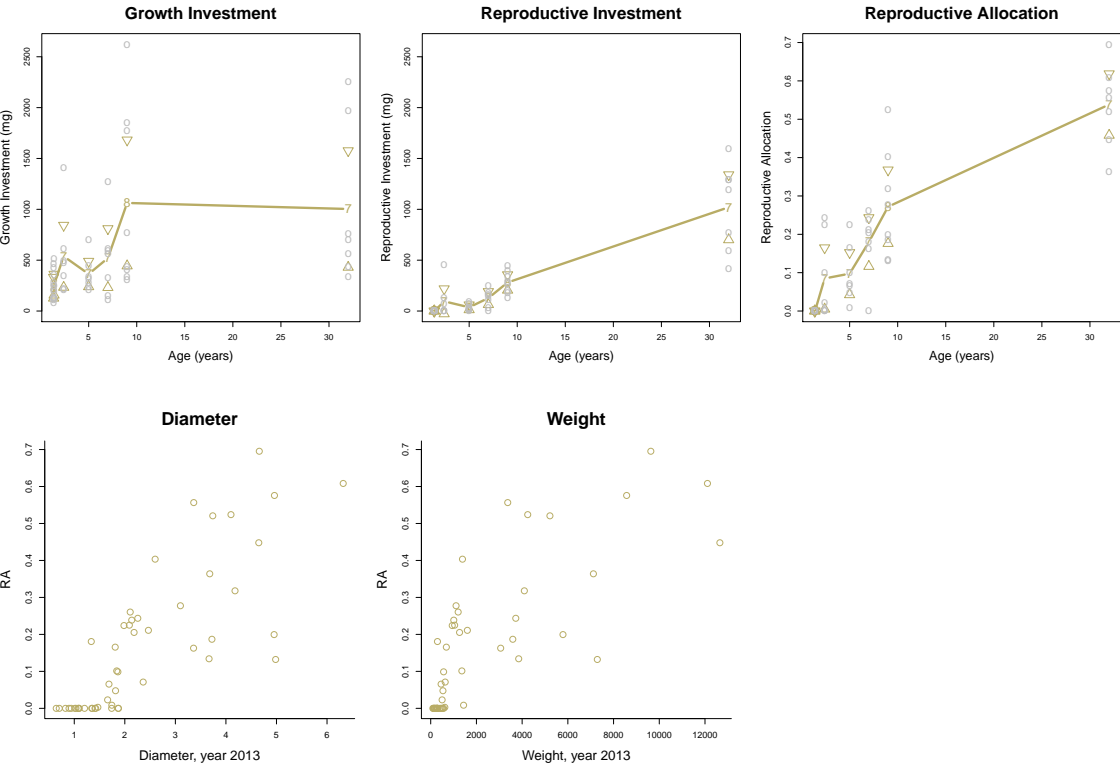 Growth Investment
Growth Investment (mg)
0 500 1000 1500 2000 2500
5 10 15 20 25 30
Age (years)
Reproductive Investment
Reproductive Investment (mg)
0 500 1000 1500 2000 2500
5 10 15 20 25 30
Age (years)
Reproductive Allocation
Reproductive Allocation
0.0 0.1 0.2 0.3 0.4 0.5 0.6 0.7
5 10 15 20 25 30
Age (years)
Diameter
RA
0.0 0.1 0.2 0.3 0.4 0.5 0.6 0.7
1 2 3 4 5 6
Diameter, year 2013
Weight
RA
0.0 0.1 0.2 0.3 0.4 0.5 0.6 0.7
0 2000 4000 6000 8000 10000 12000
Weight, year 2013